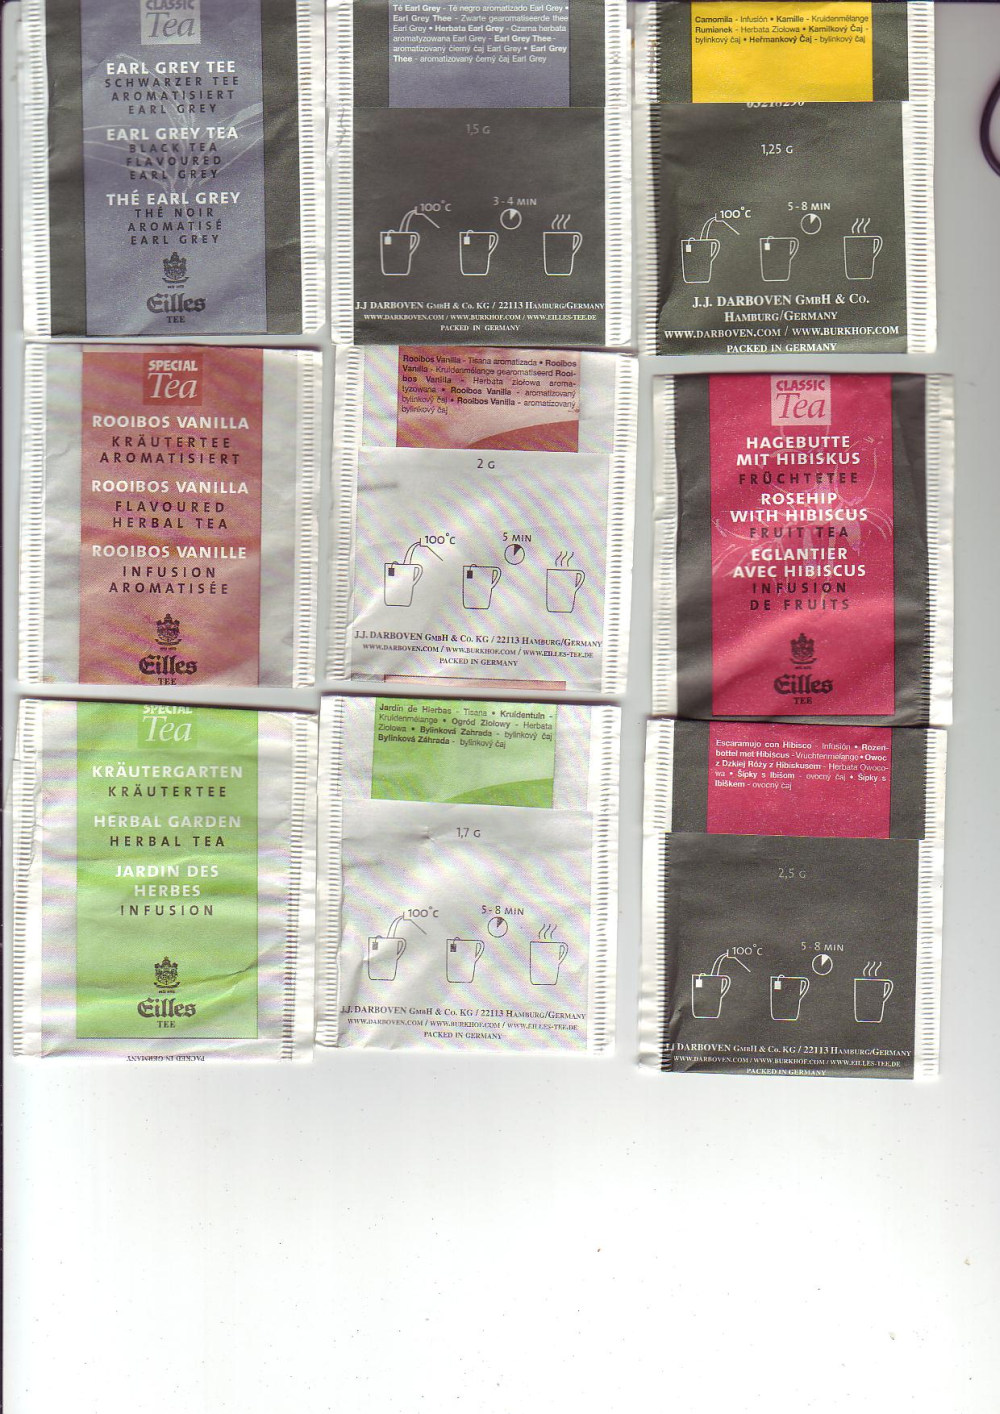 CLASSIC
Tea
EARL GREY TEE
SCHWARZER TEE
AROMATISIERT
EARL GREY
EARL GREY TEA
BLACK TEA
FLAVOURED
EARL GREY
THÉ EARL GREY
THÉ NOIR
AROMATISÉ
EARL GREY
Eilles
TEE
Té Earl Grey - Té negro aromatizado Earl Grey •
Earl Grey Thee - Zwarte gearomatiseerde thee
Earl Grey • Herbata Earl Grey - Czarna herbata
aromatyzowana Earl Grey - Earl Grey Thee -
aromatizovaný čierný čaj Earl Grey • Earl Grey
Thee - aromatizovaný černý čaj Earl Grey
1,5 G
100°C
3-4 MIN
J.J DARBOVEN GMBH & CO. KG / 22113 HAMBURG/GERMANY
WWW.DARBOVEN.COM / WWW.BURKHOF.COM / WWW.EILLES-TEE.DE
PACKED IN GERMANY
Camomila - Infusión • Kamille - Kruidenmélange
Rumianek - Herbata Ziołowa • Kamilkový Čaj -
bylinkový čaj • Heřmankový Čaj - bylinkový čaj
1,25 G
100°C
5-8 MIN
J.J. DARBOVEN GMBH & CO.
HAMBURG/GERMANY
WWW.DARBOVEN.COM / WWW.BURKHOF.COM
PACKED IN GERMANY
SPECIAL
Tea
ROOIBOS VANILLA
KRÄUTERTEE
AROMATISIERT
ROOIBOS VANILLA
FLAVOURED
HERBAL TEA
ROOIBOS VANILLE
INFUSION
AROMATISÉE
Eilles
TEE
Rooibos Vanilla - Tisana aromatizada • Rooibos
Vanilla - Kruidenmélange gearomatiseerd Rooi-
bos Vanilla - Herbata ziołowa aroma-
tyzowana • Rooibos Vanilla - aromatizovaný
bylinkový čaj • Rooibos Vanilla - aromatizovaný
bylinkový čaj
2 G
100°C
5 MIN
J.J. DARBOVEN GMBH & CO. KG / 22113 HAMBURG/GERMANY
WWW.DARBOVEN.COM / WWW.BURKHOF.COM / WWW.EILLES-TEE.DE
PACKED IN GERMANY
CLASSIC
Tea
HAGEBUTTE
MIT HIBISKUS
FRÜCHTETEE
ROSEHIP
WITH HIBISCUS
FRUIT TEA
EGLANTIER
AVEC HIBISCUS
INFUSION
DE FRUITS
Eilles
TEE
SPECIAL
Tea
KRÄUTERGARTEN
KRÄUTERTEE
HERBAL GARDEN
HERBAL TEA
JARDIN DES
HERBES
INFUSION
Eilles
TEE
PACKED IN GERMANY
Jardín de Hierbas - Tisana • Kruidentuin -
Kruidenmélange • Ogród Ziolowy - Herbata
Ziolowa • Bylinková Zahrada - bylinkový čaj
Bylinková Záhrada - bylinkový čaj
1,7 G
100°C
5-8 MIN
J.J. DARBOVEN GMBH & CO. KG / 22113 HAMBURG/GERMANY
WWW.DARBOVEN.COM / WWW.BURKHOF.COM / WWW.EILLES-TEE.DE
PACKED IN GERMANY
Escaramujo con Hibisco - Infusión • Rozen-
bottel met Hibiscus - Vruchtenmelange • Owoc
z Dzkiej Róży z Hibiskusem - Herbata Owoco-
wa • Šípky s Ibišom - ovocný čaj • Šípky s
Ibiškem - ovocný čaj
2,5 G
100°C
5-8 MIN
J.J DARBOVEN GMBH & CO. KG / 22113 HAMBURG/GERMANY
WWW.DARBOVEN.COM / WWW.BURKHOF.COM / WWW.EILLES-TEE.DE
PACKED IN GERMANY